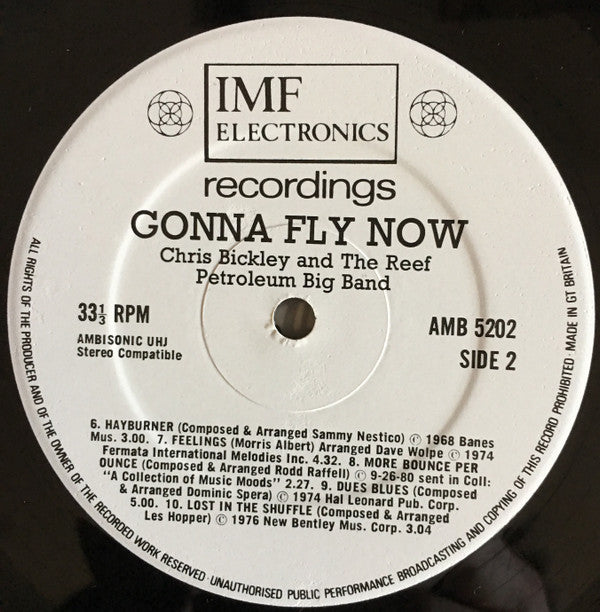 IMF
ELECTRONICS
recordings
GONNA FLY NOW
Chris Bickley and The Reef
Petroleum Big Band
33⅓ RPM
AMBISONIC UHJ
Stereo Compatible
AMB 5202
SIDE 2
6. HAYBURNER (Composed & Arranged Sammy Nestico) ℗ 1968 Banes
Mus. 3.00. 7. FEELINGS (Morris Albert) Arranged Dave Wolpe ℗ 1974
Fermata International Melodies Inc. 4.32. 8. MORE BOUNCE PER
OUNCE (Composed & Arranged Rodd Raffell) ℗ 9-26-80 sent in Coll:
"A Collection of Music Moods" 2.27. 9. DUES BLUES (Composed
& Arranged Dominic Spera) ℗ 1974 Hal Leonard Pub. Corp.
5.00. 10. LOST IN THE SHUFFLE (Composed & Arranged
Les Hopper) ℗ 1976 New Bentley Mus. Corp. 3.04
ALL RIGHTS OF THE PRODUCER AND OF THE OWNER OF THE RECORDED WORK RESERVED · UNAUTHORISED PUBLIC PERFORMANCE BROADCASTING AND COPYING OF THIS RECORD PROHIBITED · MADE IN GT BRITAIN